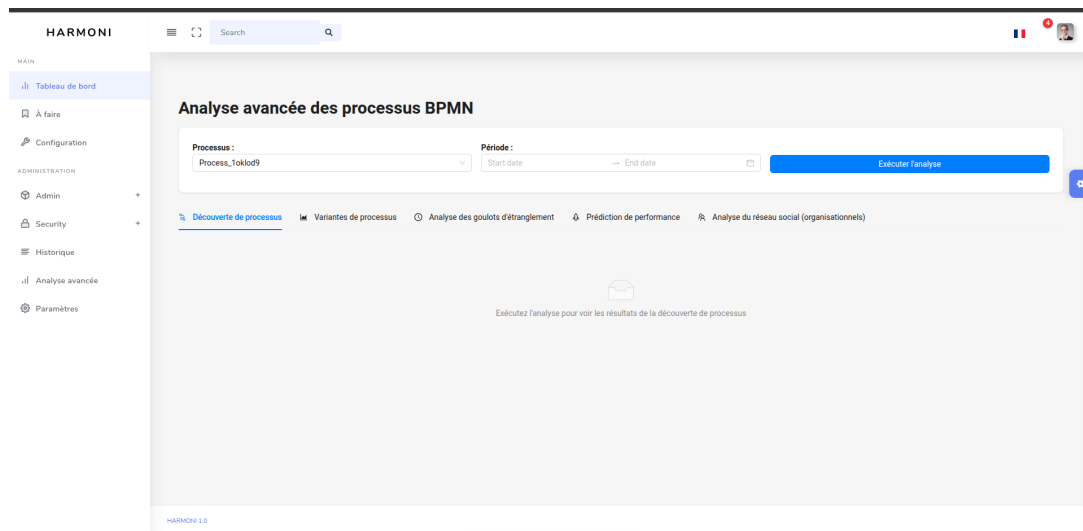 HARMONI
Search
4
MAIN
Tableau de bord
À faire
Configuration
ADMINISTRATION
Admin +
Security +
Historique
Analyse avancée
Paramètres
Analyse avancée des processus BPMN
Processus :
Process_1oklod9
Période :
Start date → End date
Exécuter l'analyse
Découverte de processus
Variantes de processus
Analyse des goulots d'étranglement
Prédiction de performance
Analyse du réseau social (organisationnels)
Exécutez l'analyse pour voir les résultats de la découverte de processus
HARMONI 1.0